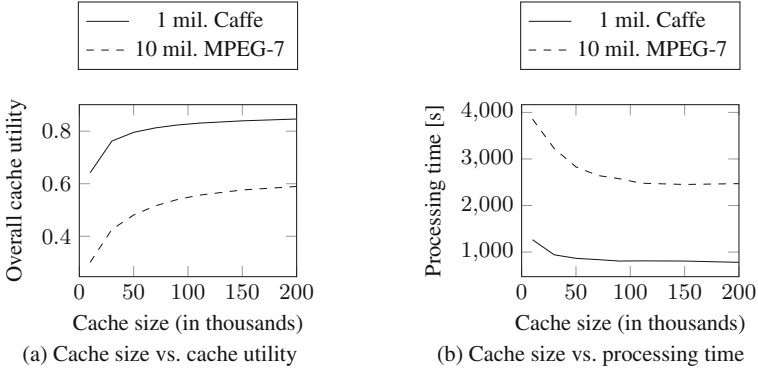 1 mil. Caffe
10 mil. MPEG-7
Overall cache utility
0.8
0.6
0.4
0 50 100 150 200
Cache size (in thousands)
(a) Cache size vs. cache utility
1 mil. Caffe
10 mil. MPEG-7
Processing time [s]
4,000
3,000
2,000
1,000
0 50 100 150 200
Cache size (in thousands)
(b) Cache size vs. processing time